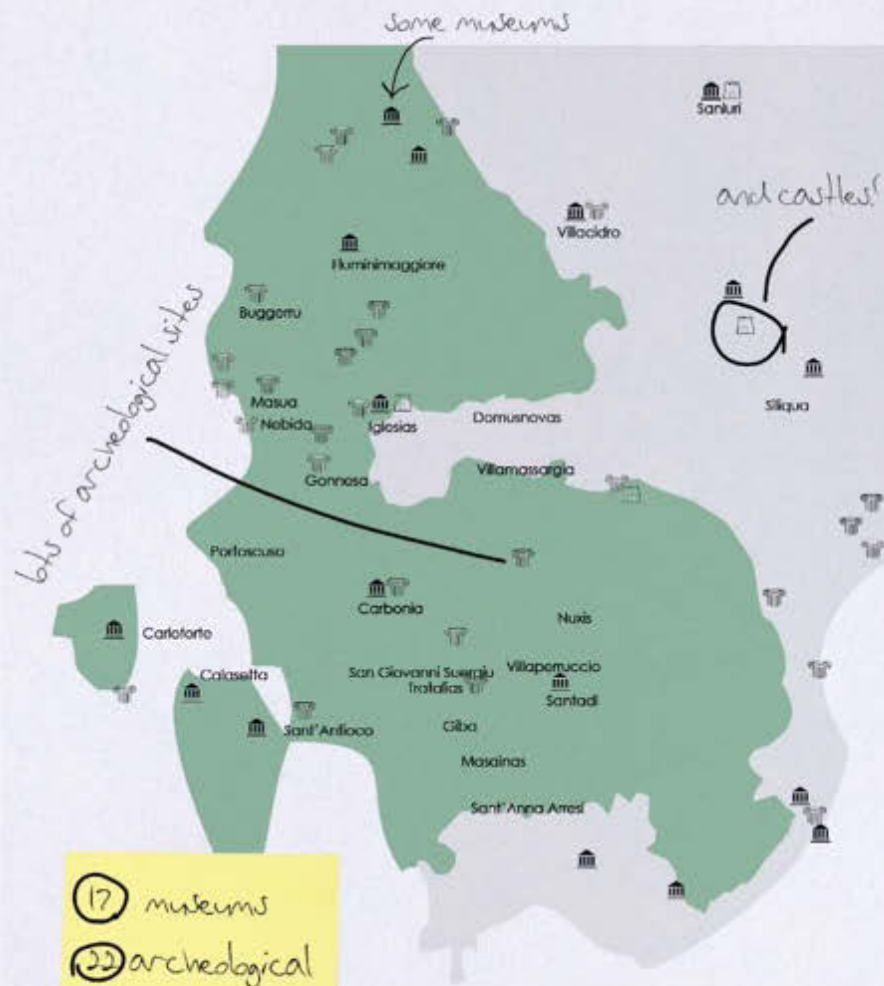 some museums
Sanluri
and castles!
Villacidro
Fluminimaggiore
lots of archeological sites
Buggerru
Masua
Siliqua
Nebida
Iglesias
Domusnovas
Villamassargia
Gonnesa
Portoscuso
Carbonia
Nuxis
Carloforte
Villaperruccio
San Giovanni Suergiu
Calasetta
Tratalias
Santadi
Giba
Sant'Antioco
Masainas
Sant'Anna Arresi
17 museums
22 archeological